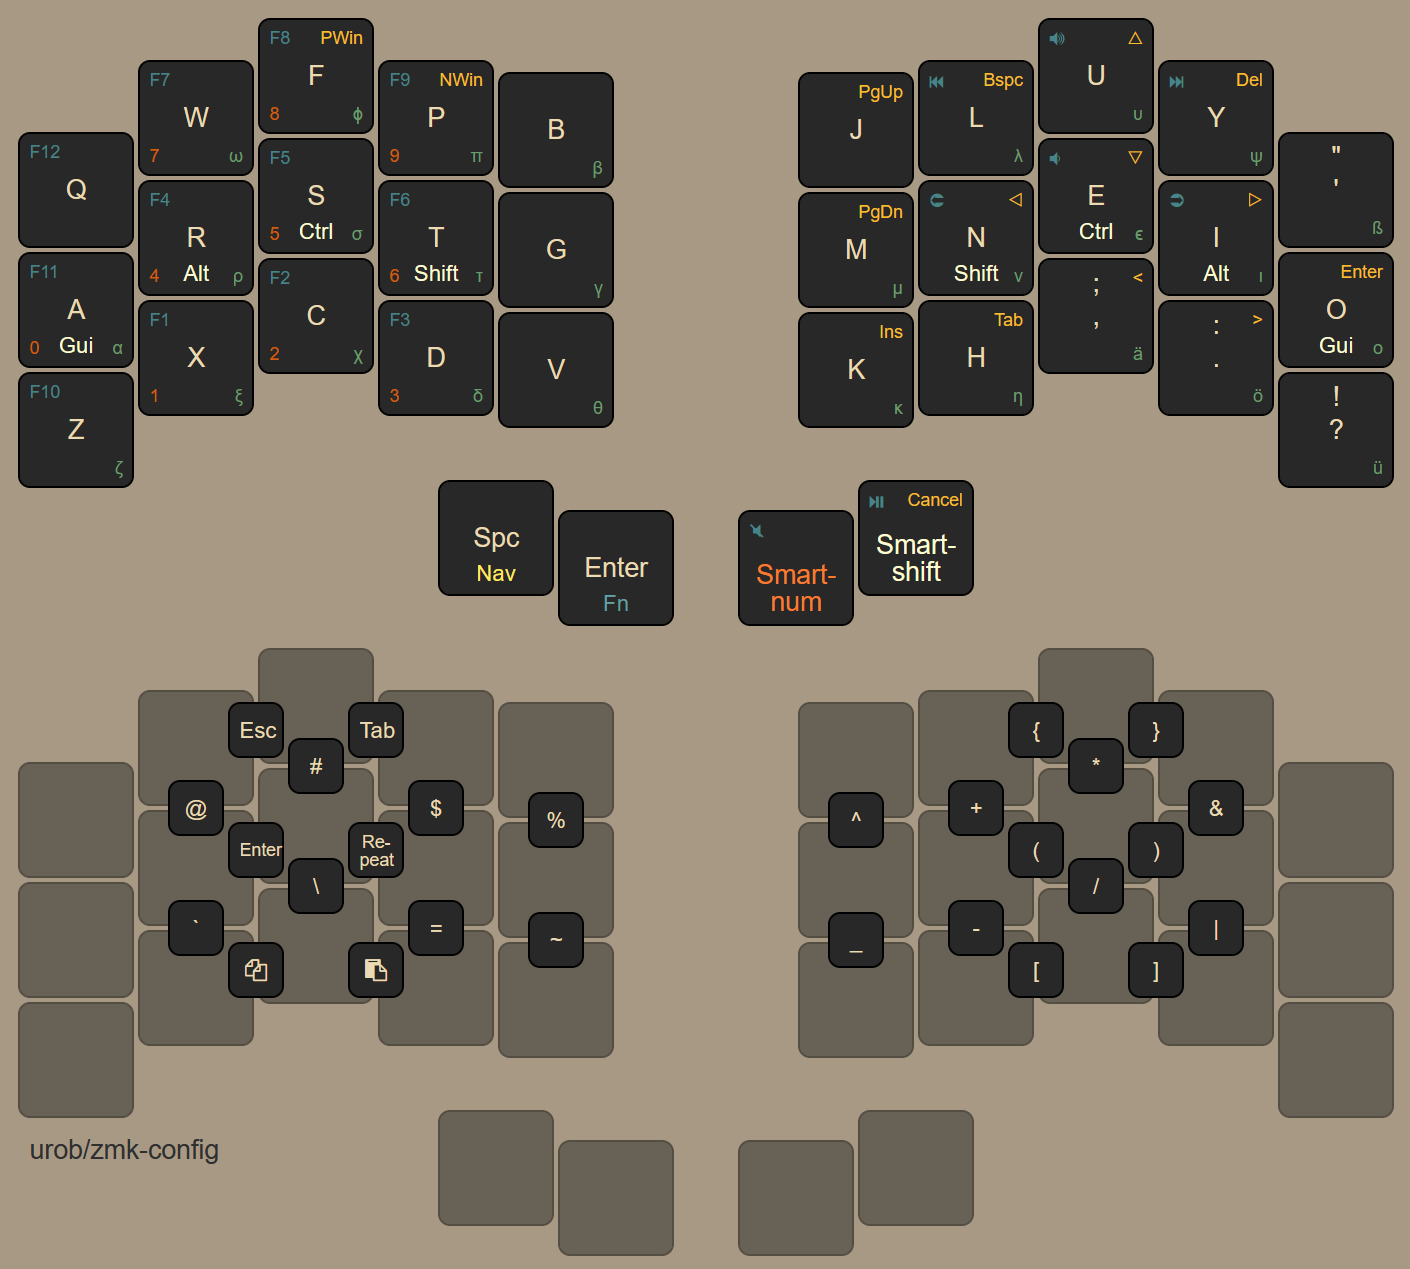 F8 PWin
F
8 ϕ
F7
W
7 ω
F9 NWin
P
9 π
B
β
F12
Q
F5
S
5 Ctrl σ
F4
R
4 Alt ρ
F6
T
6 Shift τ
G
γ
F11
A
0 Gui α
F2
C
2 χ
F1
X
1 ξ
F3
D
3 δ
V
θ
F10
Z
ζ
PgUp
J
Bspc
L
λ
U
υ
Del
Y
ψ
"
'
ß
PgDn
M
μ
N
Shift ν
E
Ctrl ϵ
I
Alt ι
Enter
O
Gui ο
Ins
K
κ
Tab
H
η
; <
,
ä
: >
.
ö
!
?
ü
Spc
Nav
Enter
Fn
Smart-
num
Cancel
Smart-
shift
Esc Tab
#
@ $
%
Enter Re-
peat
\
` =
~
{ }
*
^ + &
( )
/
_ - |
[ ]
urob/zmk-config